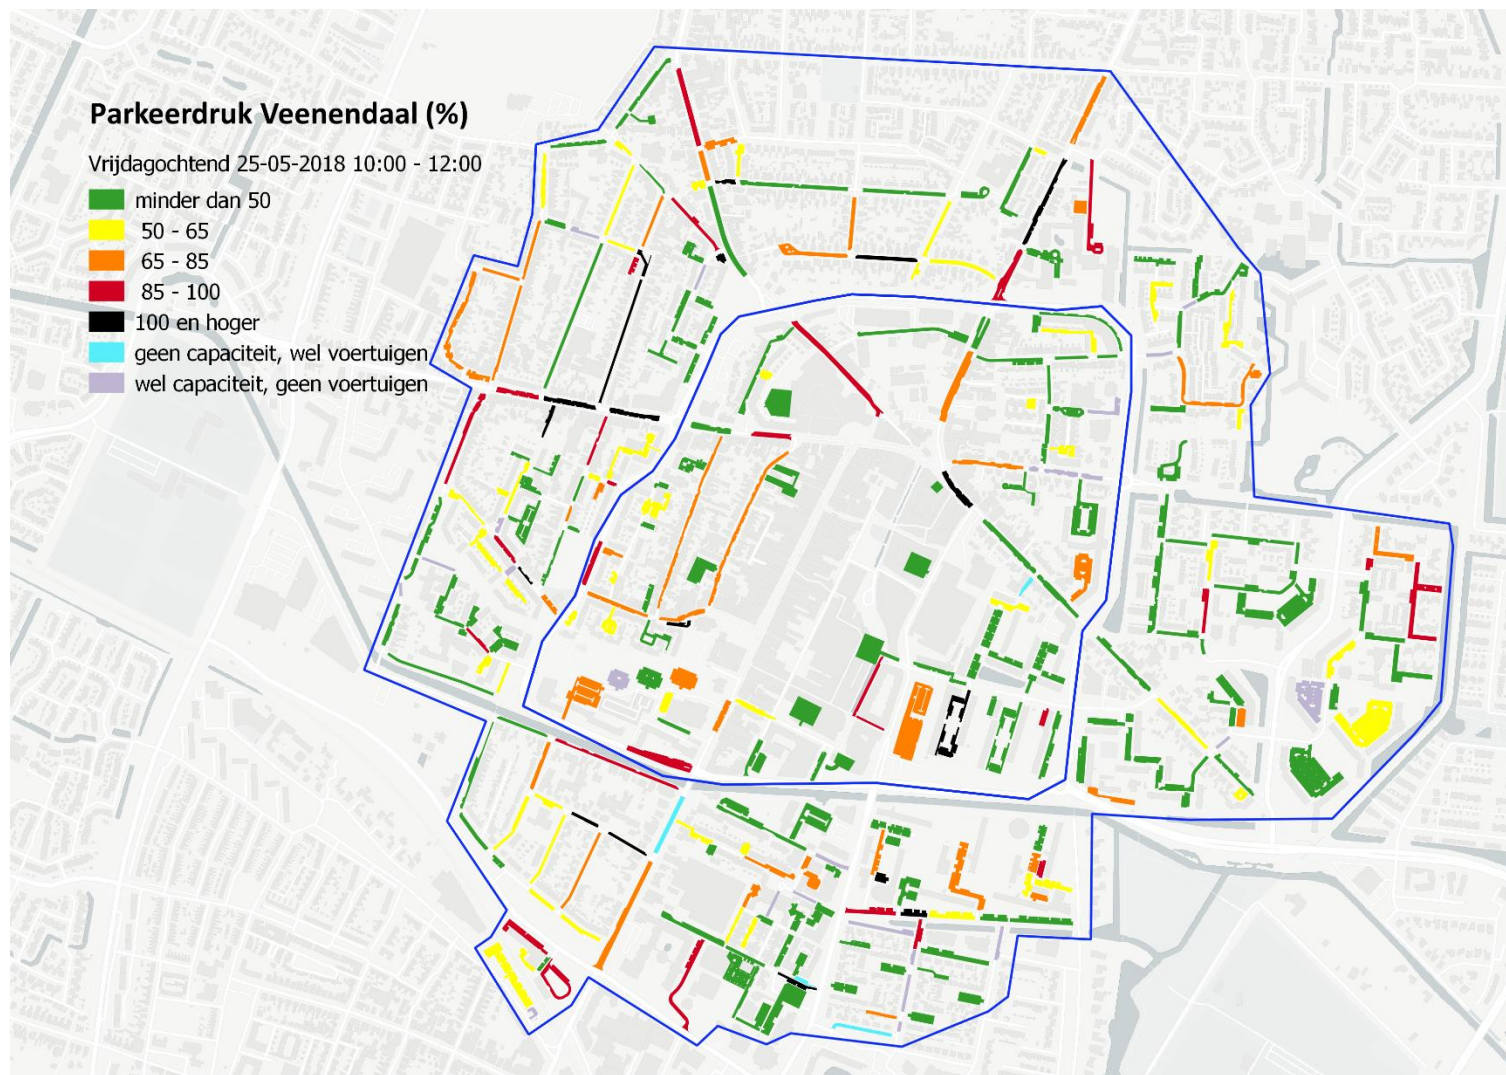 Parkeerdruk Veenendaal (%)
Vrijdagochtend 25-05-2018 10:00 - 12:00
minder dan 50
50 - 65
65 - 85
85 - 100
100 en hoger
geen capaciteit, wel voertuigen
wel capaciteit, geen voertuigen